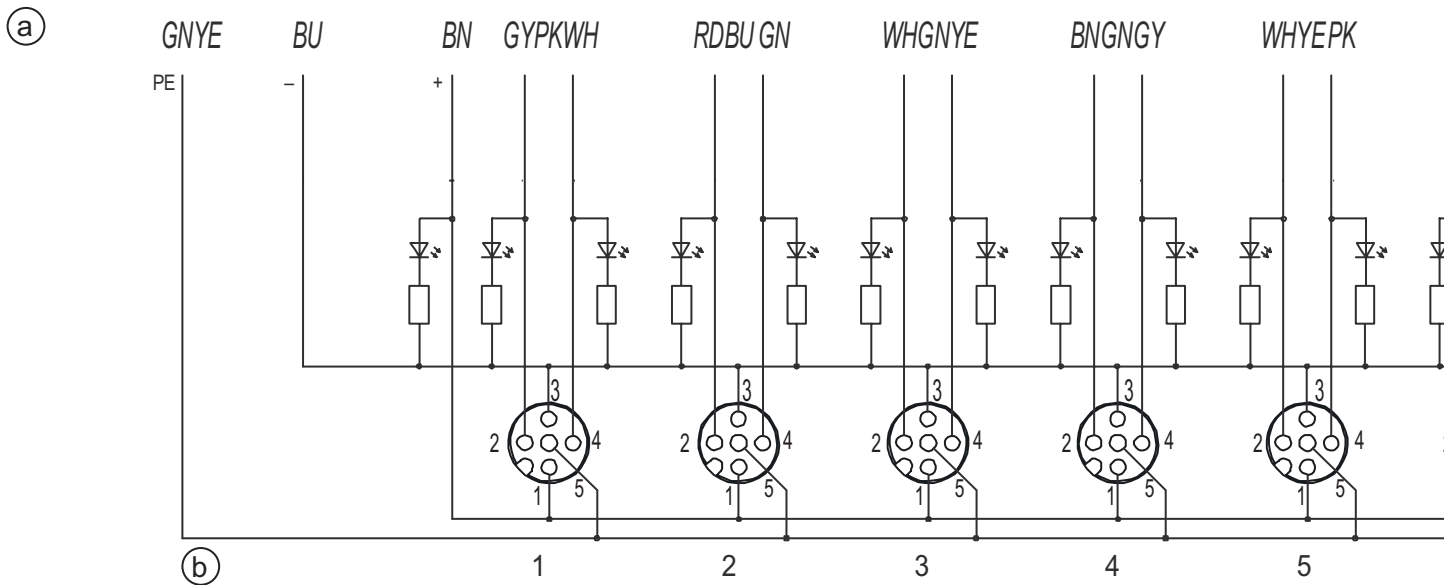 a
GNYE BU BN GYPKWH RDBU GN WHGNYE BNGNGY WHYEPK
PE – +
3 3 3 3 3
2 4 2 4 2 4 2 4 2 4
1 5 1 5 1 5 1 5 1 5
b 1 2 3 4 5